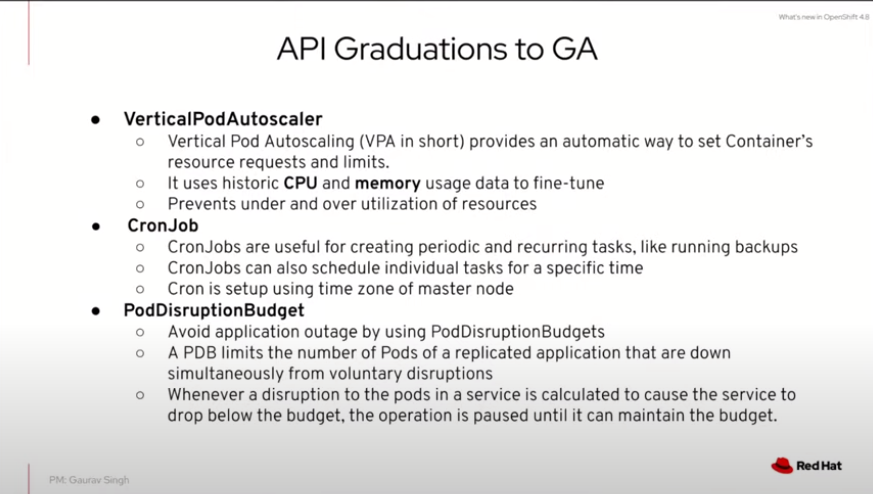 What's new in OpenShift 4.8
API Graduations to GA
● VerticalPodAutoscaler
○ Vertical Pod Autoscaling (VPA in short) provides an automatic way to set Container's
resource requests and limits.
○ It uses historic CPU and memory usage data to fine-tune
○ Prevents under and over utilization of resources
● CronJob
○ CronJobs are useful for creating periodic and recurring tasks, like running backups
○ CronJobs can also schedule individual tasks for a specific time
○ Cron is setup using time zone of master node
● PodDisruptionBudget
○ Avoid application outage by using PodDisruptionBudgets
○ A PDB limits the number of Pods of a replicated application that are down
simultaneously from voluntary disruptions
○ Whenever a disruption to the pods in a service is calculated to cause the service to
drop below the budget, the operation is paused until it can maintain the budget.
Red Hat
PM: Gaurav Singh